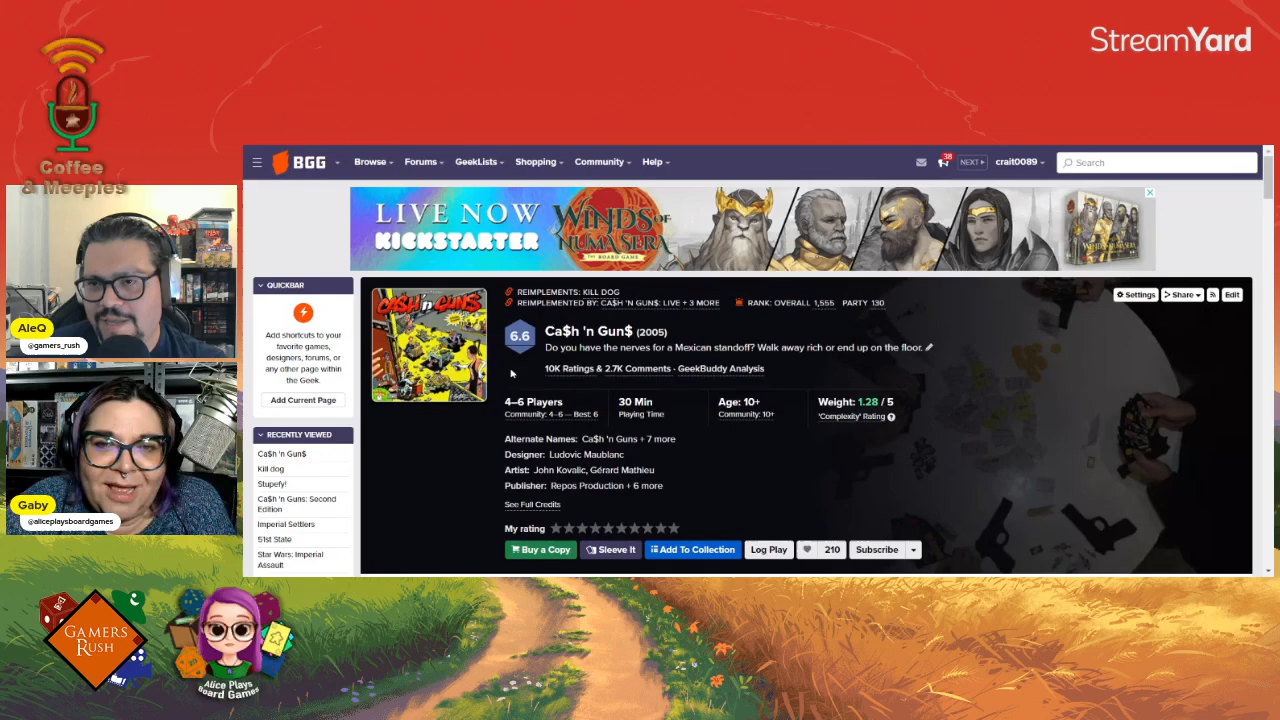 StreamYard
Coffee
& Meeples
BGG
Browse
Forums
GeekLists
Shopping
Community
Help
38
NEXT
crait0089
Search
LIVE NOW
KICKSTARTER
WINDS OF
NUMA SERA
THE BOARD GAME
QUICKBAR
Add shortcuts to your
favorite games,
designers, forums, or
any other page within
the Geek.
Add Current Page
RECENTLY VIEWED
Ca$h 'n Gun$
Kill dog
Stupefy!
Ca$h 'n Guns: Second
Edition
Imperial Settlers
51st State
Star Wars: Imperial
Assault
CA$H 'n GUN$
REIMPLEMENTS: KILL DOG
REIMPLEMENTED BY: CA$H 'N GUN$: LIVE + 3 MORE
RANK: OVERALL 1,555 PARTY 130
Settings
Share
Edit
6.6
Ca$h 'n Gun$ (2005)
Do you have the nerves for a Mexican standoff? Walk away rich or end up on the floor.
10K Ratings & 2.7K Comments · GeekBuddy Analysis
4–6 Players
Community: 4–6 — Best: 6
30 Min
Playing Time
Age: 10+
Community: 10+
Weight: 1.28 / 5
'Complexity' Rating
Alternate Names: Ca$h 'n Guns + 7 more
Designer: Ludovic Maublanc
Artist: John Kovalic, Gérard Mathieu
Publisher: Repos Production + 6 more
See Full Credits
My rating
Buy a Copy
Sleeve It
Add To Collection
Log Play
210
Subscribe
AleQ
@gamers_rush
Gaby
@aliceplaysboardgames
GAMERS
RUSH
Alice Plays
Board Games